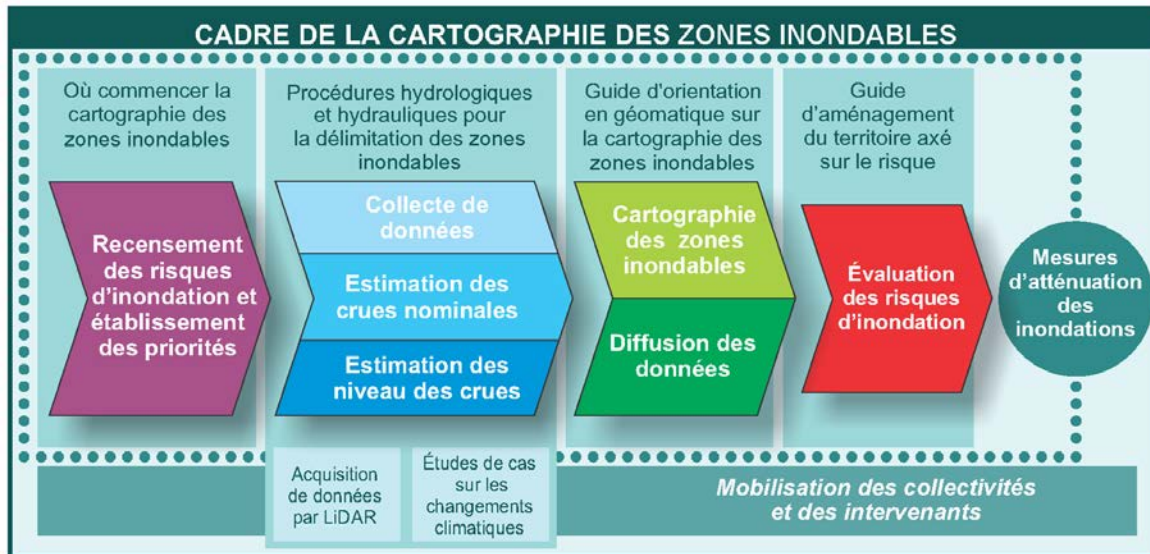 CADRE DE LA CARTOGRAPHIE DES ZONES INONDABLES
Où commencer la
cartographie des
zones inondables
Recensement
des risques
d'inondation et
établissement
des priorités
Procédures hydrologiques
et hydrauliques pour
la délimitation des zones
inondables
Collecte de
données
Estimation des
crues nominales
Estimation des
niveau des crues
Acquisition
de données
par LiDAR
Études de cas
sur les
changements
climatiques
Guide d'orientation
en géomatique sur
la cartographie des
zones inondables
Cartographie
des zones
inondables
Diffusion des
données
Guide
d'aménagement
du territoire axé
sur le risque
Évaluation
des risques
d'inondation
Mesures
d'atténuation
des
inondations
Mobilisation des collectivités
et des intervenants